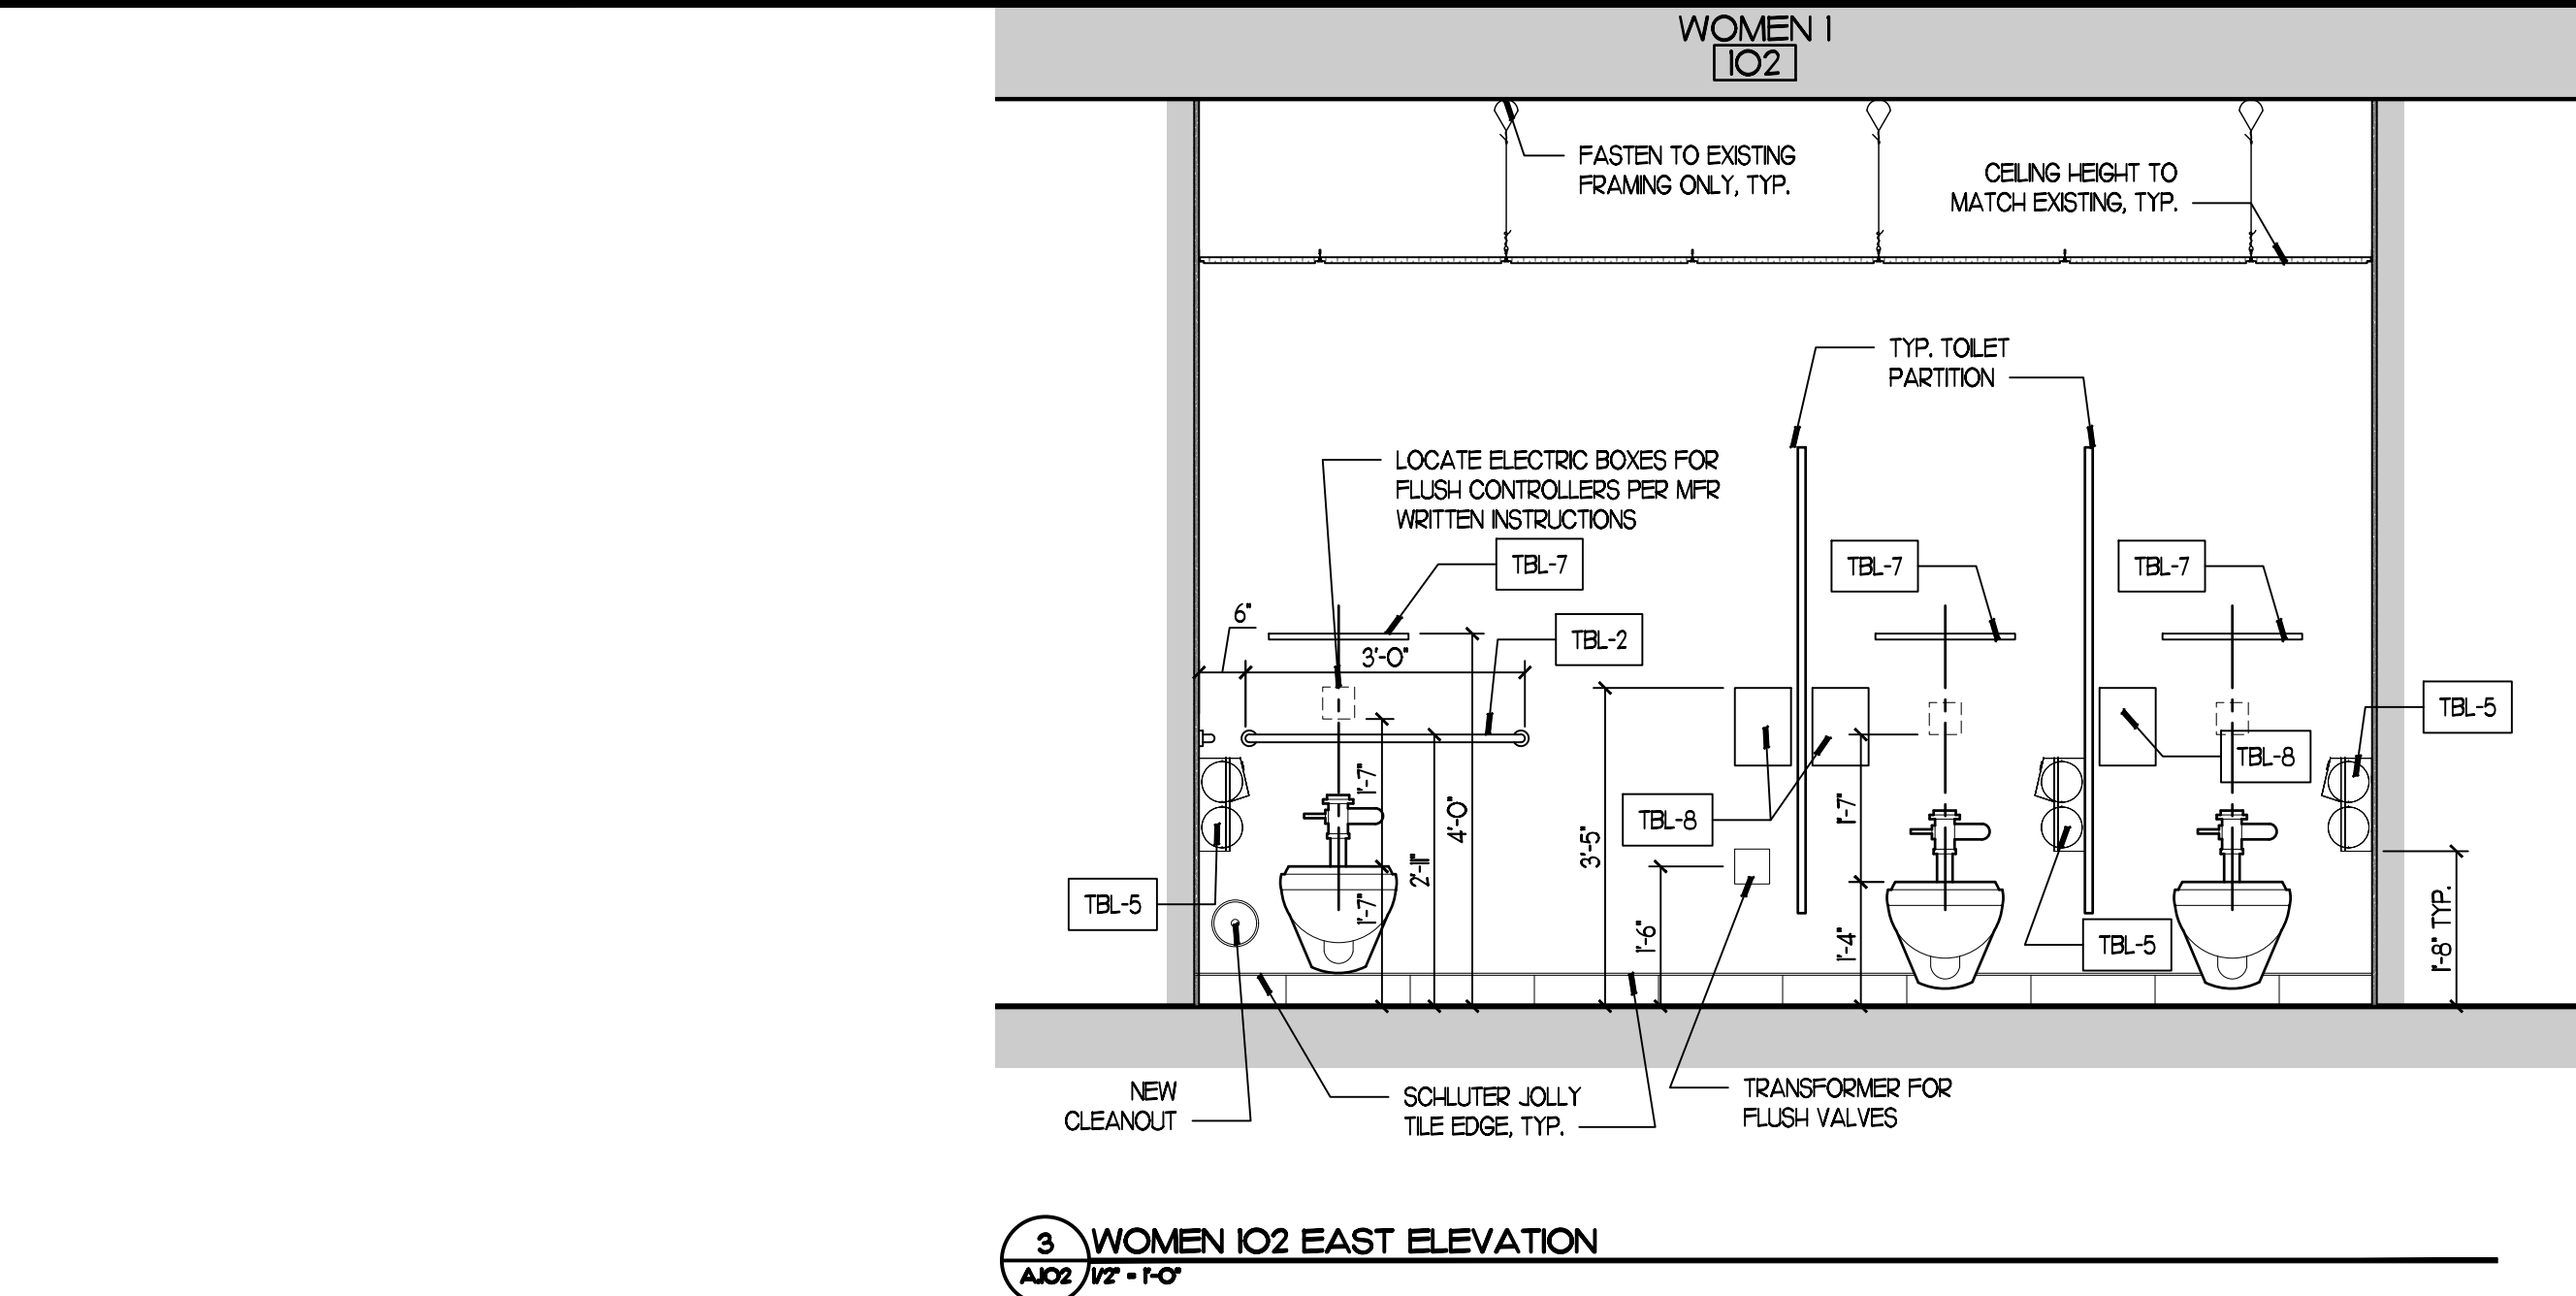 WOMEN 1
102
FASTEN TO EXISTING
FRAMING ONLY, TYP.
CEILING HEIGHT TO
MATCH EXISTING, TYP.
TYP. TOILET
PARTITION
LOCATE ELECTRIC BOXES FOR
FLUSH CONTROLLERS PER MFR
WRITTEN INSTRUCTIONS
TBL-7
TBL-7
TBL-7
6"
TBL-2
3'-0"
TBL-5
TBL-8
1'-7"
4'-0"
TBL-8
1'-7"
3'-5"
2'-11"
TBL-5
1'-7"
1'-6"
1'-4"
TBL-5
1'-8" TYP.
NEW
CLEANOUT
SCHLUTER JOLLY
TILE EDGE, TYP.
TRANSFORMER FOR
FLUSH VALVES
3
WOMEN 102 EAST ELEVATION
A.102
1/2" = 1'-0"